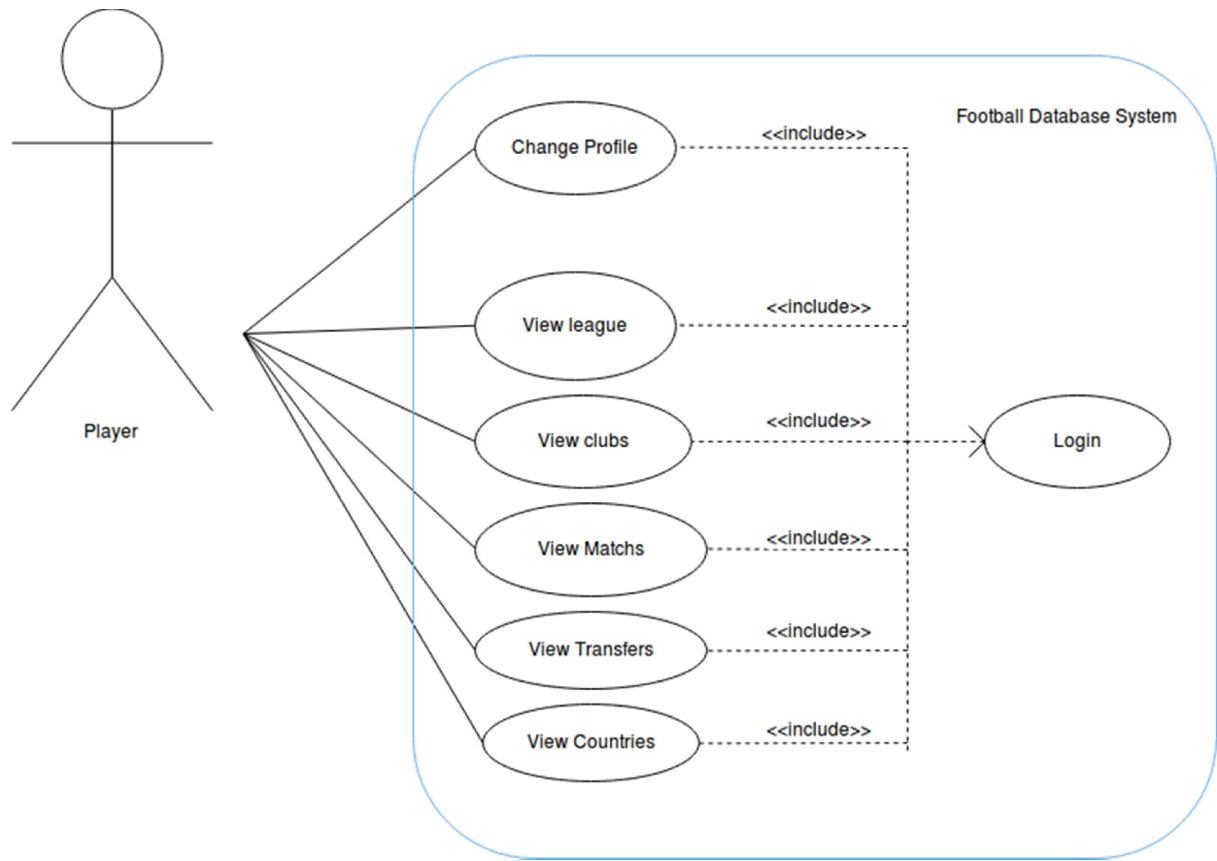 Football Database System
Change Profile
<<include>>
View league
<<include>>
Player
View clubs
<<include>>
Login
View Matchs
<<include>>
View Transfers
<<include>>
View Countries
<<include>>